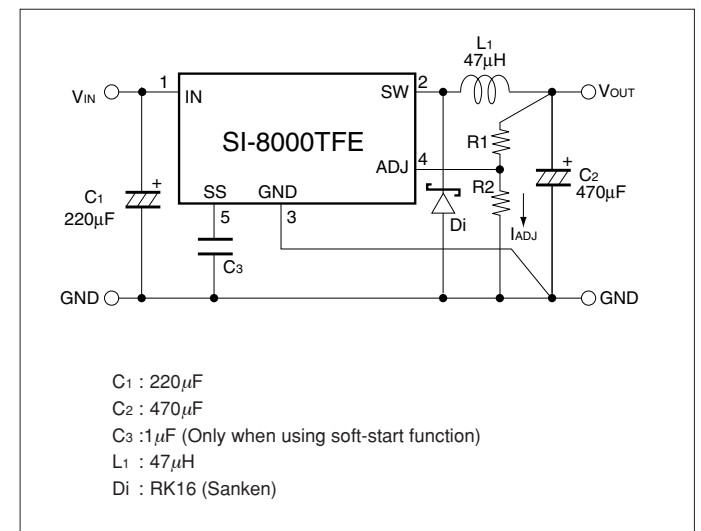 L1
47μH
VIN
1
IN
SW
2
VOUT
SI-8000TFE
R1
ADJ
4
C1
220μF
+
SS
GND
5
3
R2
+
C2
470μF
Di
IADJ
C3
GND
GND
C1 : 220μF
C2 : 470μF
C3 :1μF (Only when using soft-start function)
L1 : 47μH
Di : RK16 (Sanken)